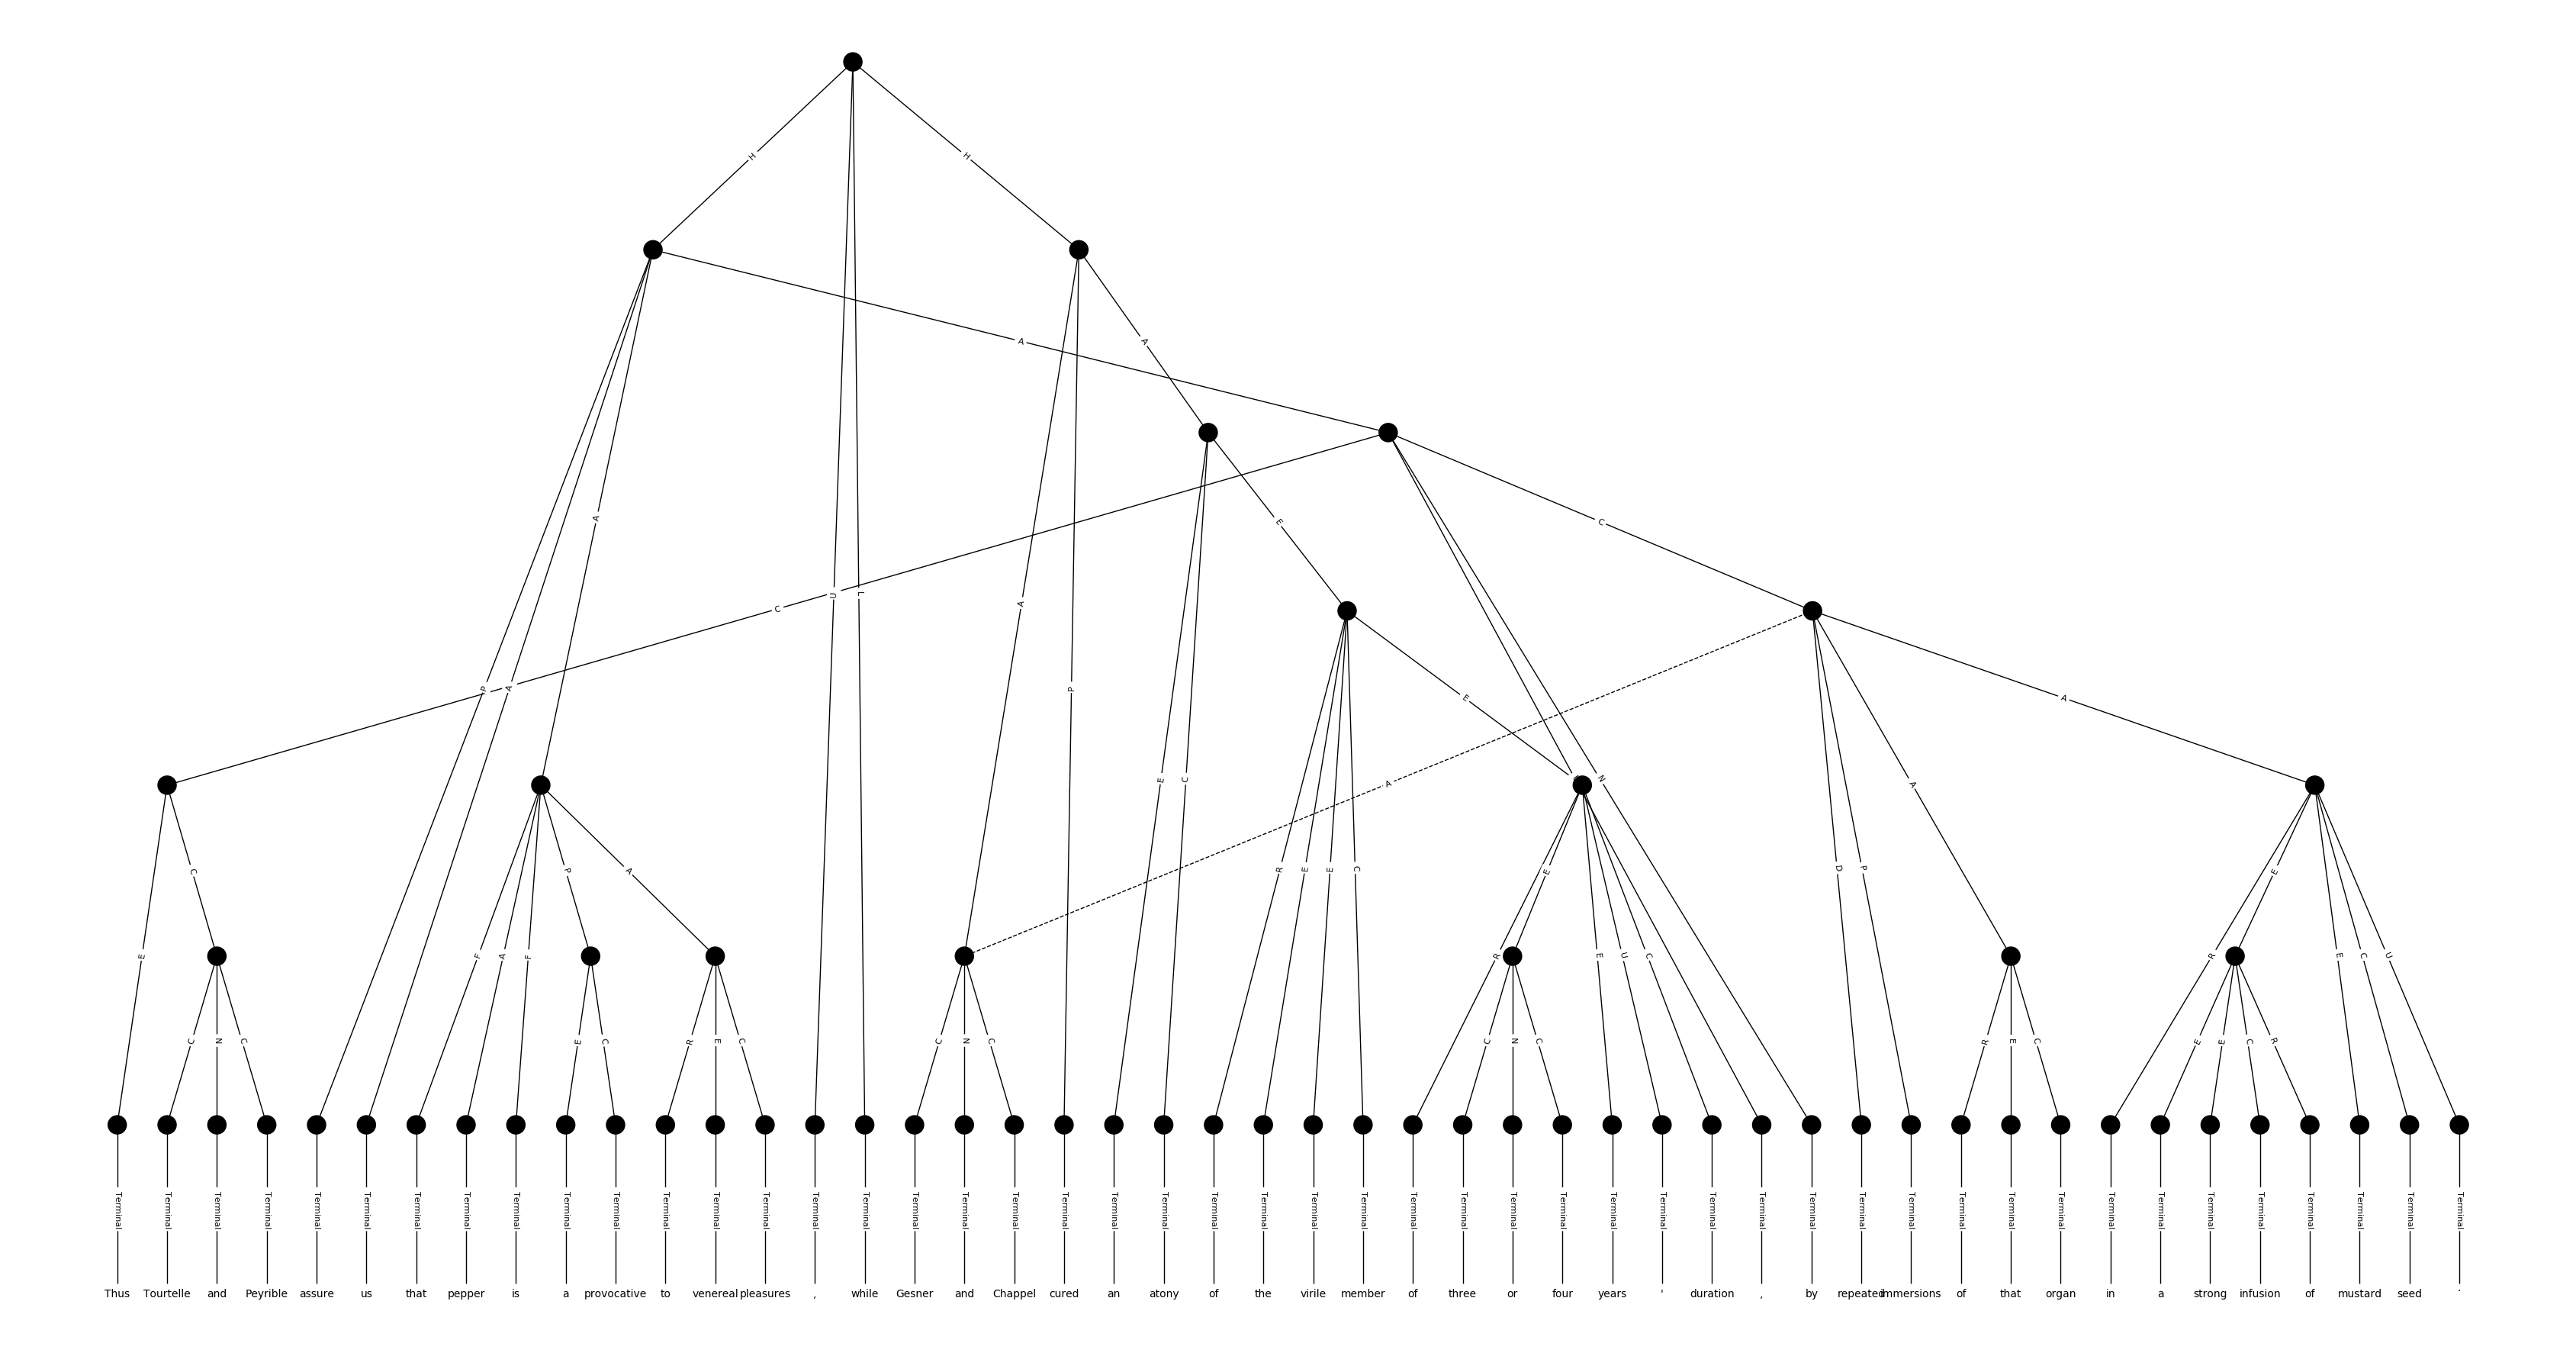 H H
A A
A E C
A U L C A P E
P A E C N
C E A A
C P A R E E C E D P A E
E F A F E C U C R R E C U
C N C E C R E C C N C C N C R E C E E C R
Terminal Terminal Terminal Terminal Terminal Terminal Terminal Terminal Terminal Terminal Terminal Terminal Terminal Terminal Terminal Terminal Terminal Terminal Terminal Terminal Terminal Terminal Terminal Terminal Terminal Terminal Terminal Terminal Terminal Terminal Terminal Terminal Terminal Terminal Terminal Terminal Terminal Terminal Terminal Terminal Terminal Terminal Terminal Terminal Terminal Terminal Terminal Terminal
Thus Tourtelle and Peyrible assure us that pepper is a provocative to venereal pleasures , while Gesner and Chappel cured an atony of the virile member of three or four years ' duration , by repeated immersions of that organ in a strong infusion of mustard seed .